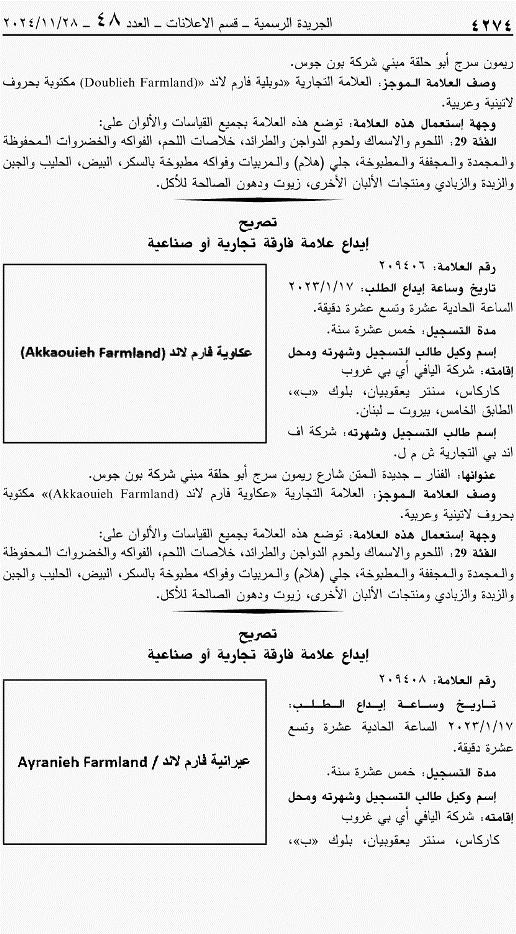 ٤٢٧٤ الجريدة الرسمية ـ قسم الاعلانات ـ العدد ٤٨ ـ ٢٠٢٤/١١/٢٨
ريمون سرج أبو حلقة مبني شركة بون جوس.
وصف العلامة الموجز: العلامة التجارية «دوبلية فارم لاند «(Doublieh Farmland) مكتوبة بحروف
لاتينية وعربية.
وجهة إستعمال هذه العلامة: توضع هذه العلامة بجميع القياسات والألوان على:
الفئة 29: اللحوم والاسماك ولحوم الدواجن والطرائد، خلاصات اللحم، الفواكه والخضروات المحفوظة
والمجمدة والمجففة والمطبوخة، جلي (هلام) والمربيات وفواكه مطبوخة بالسكر، البيض، الحليب والجبن
والزبدة والزبادي ومنتجات الألبان الأخرى، زيوت ودهون الصالحة للأكل.
تصريح
إيداع علامة فارقة تجارية أو صناعية
رقم العلامة: ٢٠٩٤٠٦
تاريخ وساعة إيداع الطلب: ٢٠٢٣/١/١٧
الساعة الحادية عشرة وتسع عشرة دقيقة.
مدة التسجيل: خمس عشرة سنة.
إسم وكيل طالب التسجيل وشهرته ومحل
إقامته: شركة اليافي أي بي غروب
كاركاس، سنتر يعقوبيان، بلوك «ب»،
الطابق الخامس، بيروت ـ لبنان.
إسم طالب التسجيل وشهرته: شركة اف
اند بي التجارية ش م ل.
عكاوية فارم لاند (Akkaouieh Farmland)
عنوانها: الفنار ـ جديدة المتن شارع ريمون سرج أبو حلقة مبني شركة بون جوس.
وصف العلامة الموجز: العلامة التجارية «عكاوية فارم لاند (Akkaouieh Farmland)» مكتوبة
بحروف لاتينية وعربية.
وجهة إستعمال هذه العلامة: توضع هذه العلامة بجميع القياسات والألوان على:
الفئة 29: اللحوم والاسماك ولحوم الدواجن والطرائد، خلاصات اللحم، الفواكه والخضروات المحفوظة
والمجمدة والمجففة والمطبوخة، جلي (هلام) والمربيات وفواكه مطبوخة بالسكر، البيض، الحليب والجبن
والزبدة والزبادي ومنتجات الألبان الأخرى، زيوت ودهون الصالحة للأكل.
تصريح
إيداع علامة فارقة تجارية أو صناعية
رقم العلامة: ٢٠٩٤٠٨
تاريخ وساعة إيداع الطلب:
٢٠٢٣/١/١٧ الساعة الحادية عشرة وتسع
عشرة دقيقة.
مدة التسجيل: خمس عشرة سنة.
إسم وكيل طالب التسجيل وشهرته ومحل
إقامته: شركة اليافي أي بي غروب
كاركاس، سنتر يعقوبيان، بلوك «ب»،
عيرانية فارم لاند / Ayranieh Farmland